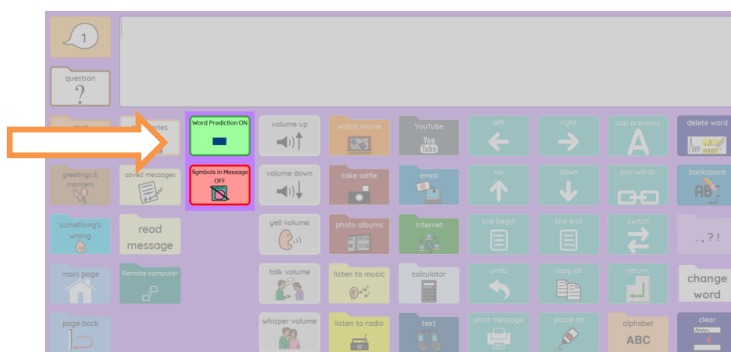 1
question
?
Word Prediction ON
volume up
watch movie
YouTube
You
Tube
left
right
cap previous
A
delete word
W
greetings &
manners
saved messages
Symbols in Message
OFF
volume down
take selfie
email
up
down
join words
backspace
AB
something's
wrong
read
message
yell volume
photo albums
internet
line begin
line end
switch
. , ? !
main page
Remote computer
talk volume
listen to music
calculator
undo
copy all
return
change
word
page back
whisper volume
listen to radio
text
print message
paste all
alphabet
ABC
clear